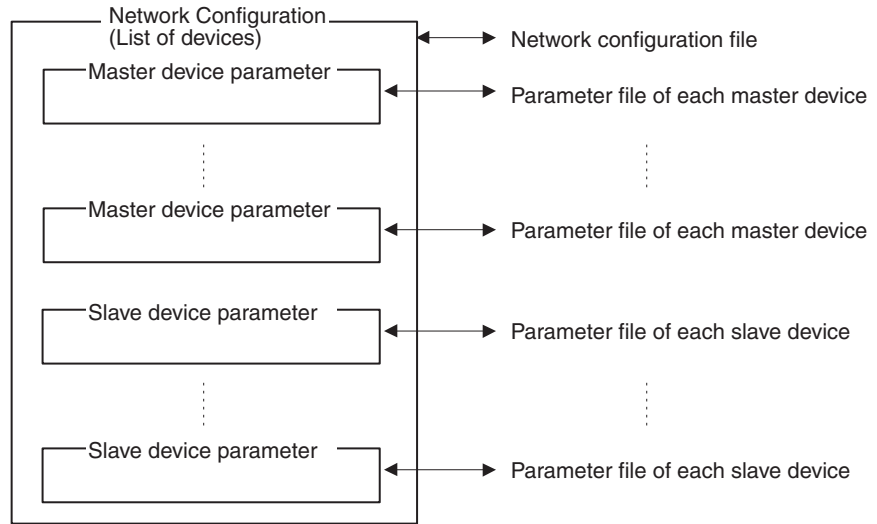 Network Configuration
(List of devices)
Network configuration file
Master device parameter
Parameter file of each master device
Master device parameter
Parameter file of each master device
Slave device parameter
Parameter file of each slave device
Slave device parameter
Parameter file of each slave device